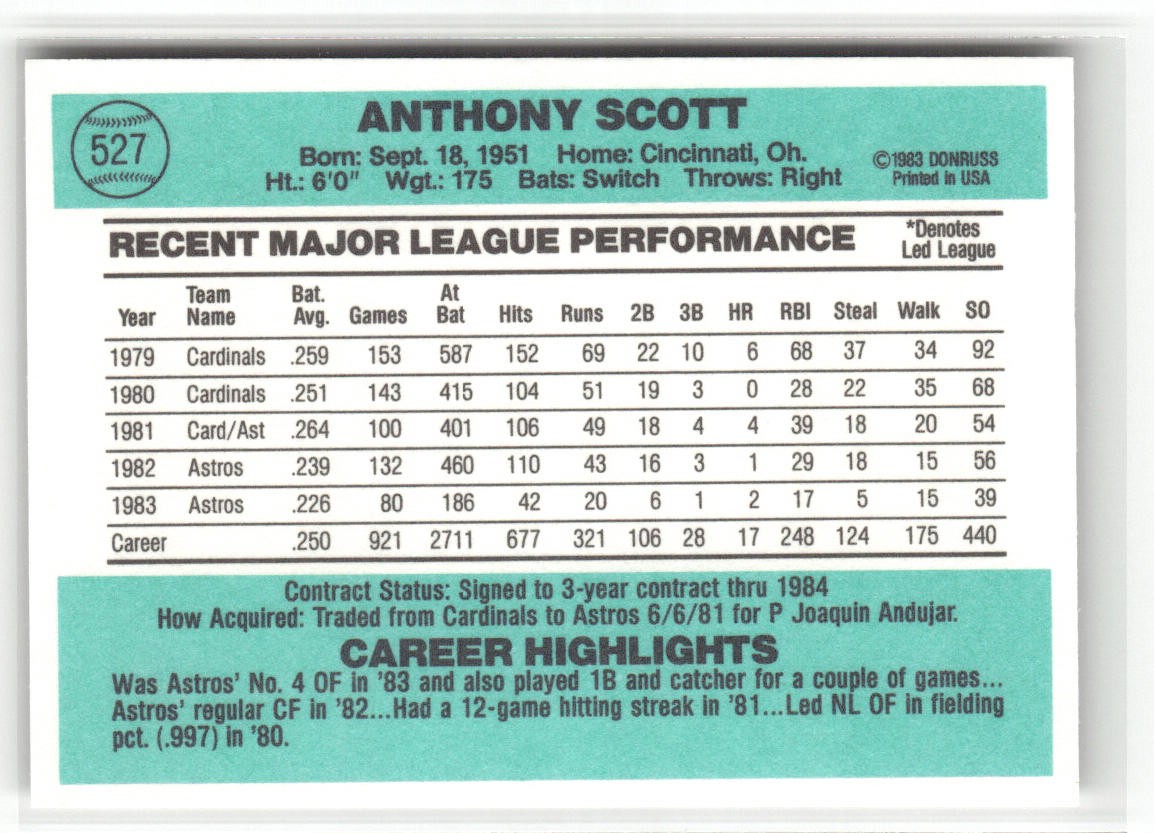 527
ANTHONY SCOTT
Born: Sept. 18, 1951 Home: Cincinnati, Oh.
Ht.: 6'0" Wgt.: 175 Bats: Switch Throws: Right
©1983 DONRUSS
Printed in USA
RECENT MAJOR LEAGUE PERFORMANCE
*Denotes
Led League
Year Team Name Bat. Avg. Games At Bat Hits Runs 2B 3B HR RBI Steal Walk SO
1979 Cardinals .259 153 587 152 69 22 10 6 68 37 34 92
1980 Cardinals .251 143 415 104 51 19 3 0 28 22 35 68
1981 Card/Ast .264 100 401 106 49 18 4 4 39 18 20 54
1982 Astros .239 132 460 110 43 16 3 1 29 18 15 56
1983 Astros .226 80 186 42 20 6 1 2 17 5 15 39
Career .250 921 2711 677 321 106 28 17 248 124 175 440
Contract Status: Signed to 3-year contract thru 1984
How Acquired: Traded from Cardinals to Astros 6/6/81 for P Joaquin Andujar.
CAREER HIGHLIGHTS
Was Astros' No. 4 OF in '83 and also played 1B and catcher for a couple of games...
Astros' regular CF in '82...Had a 12-game hitting streak in '81...Led NL OF in fielding
pct. (.997) in '80.